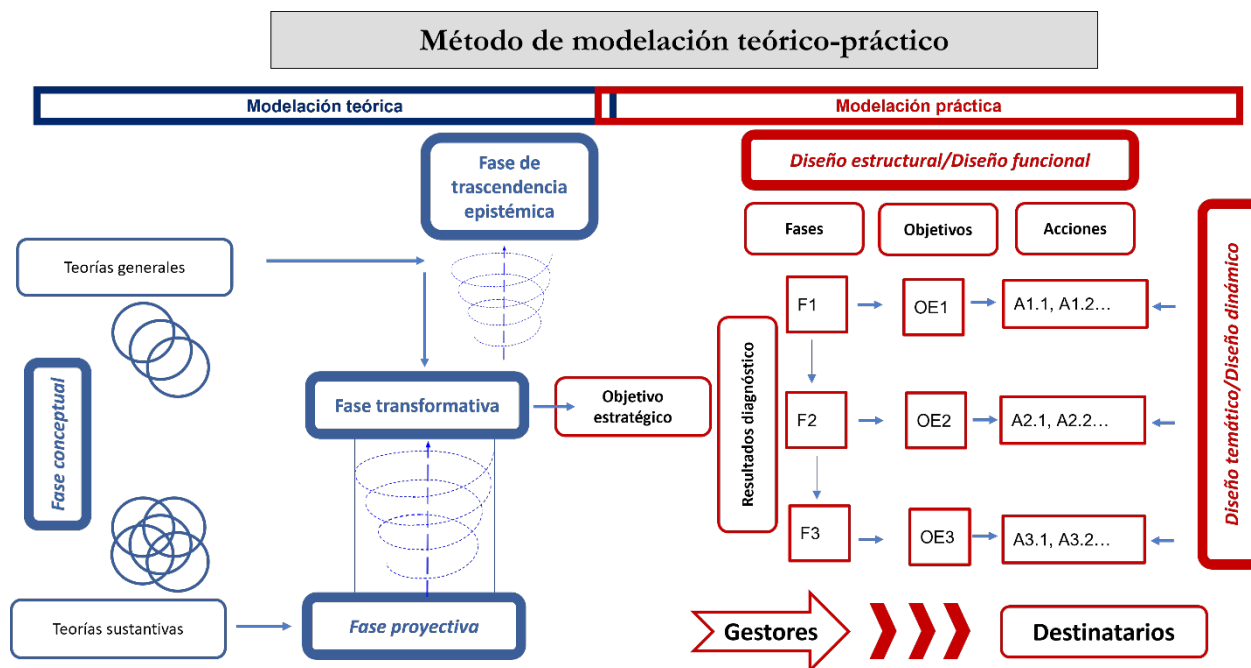 Método de modelación teórico-práctico
Modelación teórica
Modelación práctica
Fase de
trascendencia
epistémica
Teorías generales
Fase conceptual
Fase transformativa
Teorías sustantivas
Fase proyectiva
Objetivo
estratégico
Diseño estructural/Diseño funcional
Fases
Objetivos
Acciones
Resultados diagnóstico
F1
OE1
A1.1, A1.2...
F2
OE2
A2.1, A2.2...
F3
OE3
A3.1, A3.2...
Diseño temático/Diseño dinámico
Gestores
Destinatarios